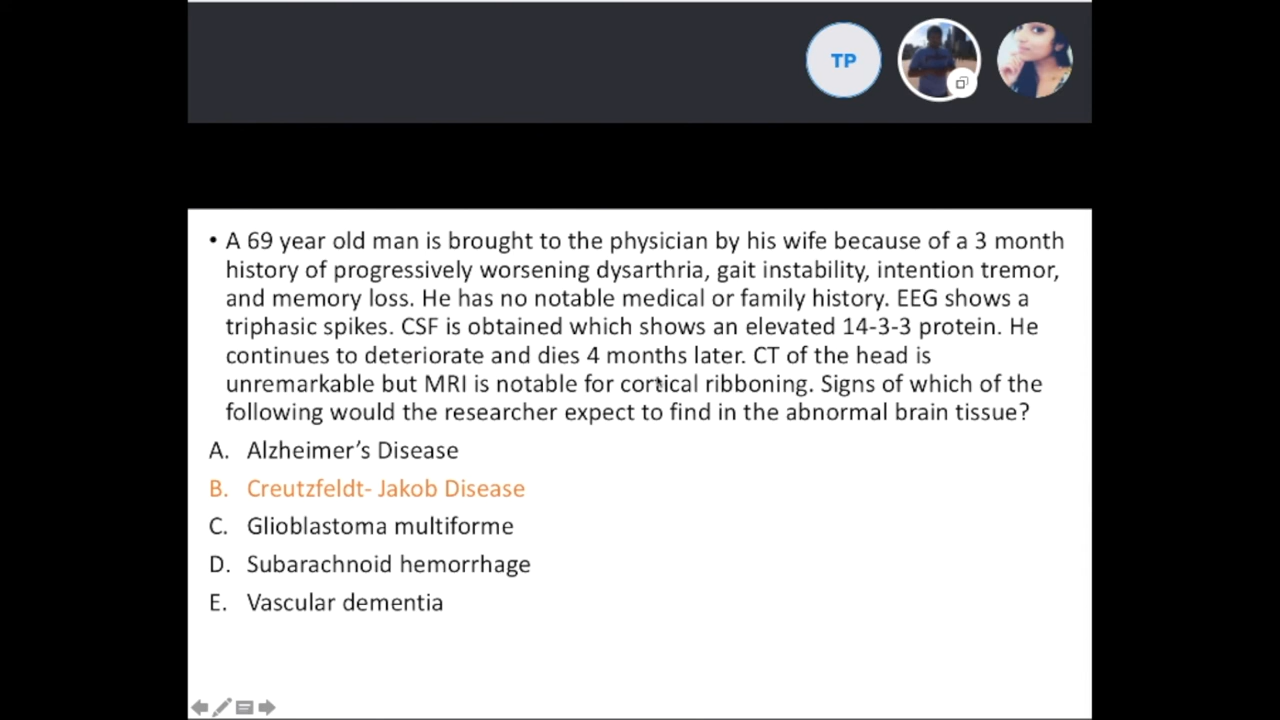 TP
• A 69 year old man is brought to the physician by his wife because of a 3 month
history of progressively worsening dysarthria, gait instability, intention tremor,
and memory loss. He has no notable medical or family history. EEG shows a
triphasic spikes. CSF is obtained which shows an elevated 14-3-3 protein. He
continues to deteriorate and dies 4 months later. CT of the head is
unremarkable but MRI is notable for cortical ribboning. Signs of which of the
following would the researcher expect to find in the abnormal brain tissue?
A. Alzheimer’s Disease
B. Creutzfeldt- Jakob Disease
C. Glioblastoma multiforme
D. Subarachnoid hemorrhage
E. Vascular dementia